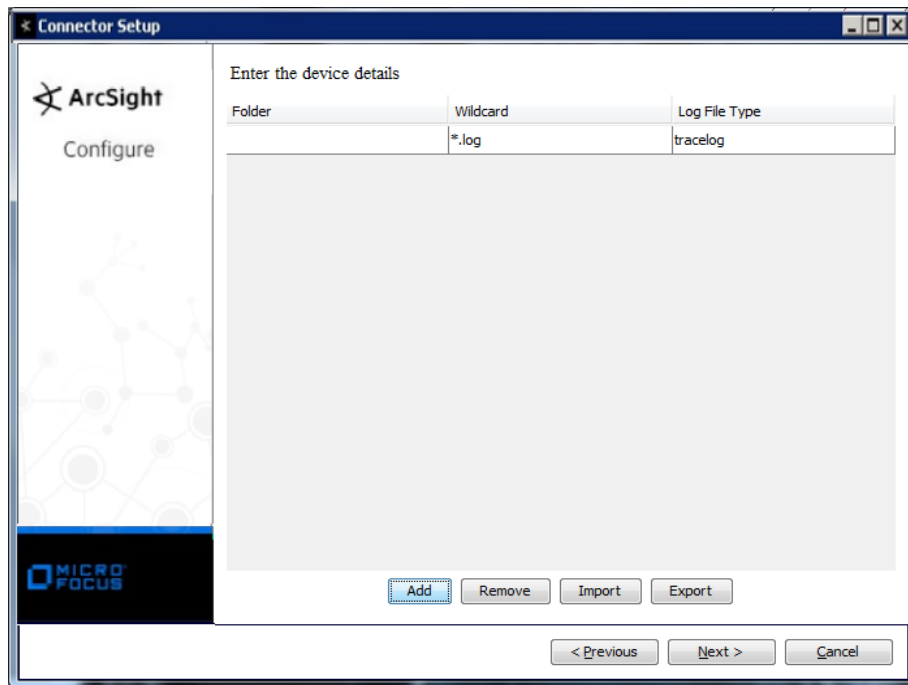 Connector Setup
ArcSight
Configure
Enter the device details
Folder Wildcard Log File Type
*.log tracelog
MICRO
FOCUS
Add Remove Import Export
< Previous Next > Cancel